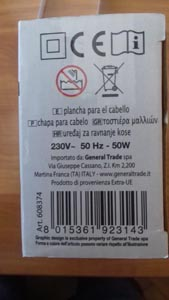 CE
i
E plancha para el cabello
P chapa para cabelo GR τοστιέρα μαλλιών
HR uređaj za ravnanje kose
230V~ 50 Hz - 50W
Importato da: General Trade spa
Via Giuseppe Cassano, Z.I. Km 2,200
Martina Franca (TA) ITALY - www.generaltrade.it
Prodotto di provenienza Extra-UE
Art. 608374
8 015361 923143
Graphic design is exclusive property of General Trade spa
Forma e colore dell'articolo possono variare rispetto all'illustrazione